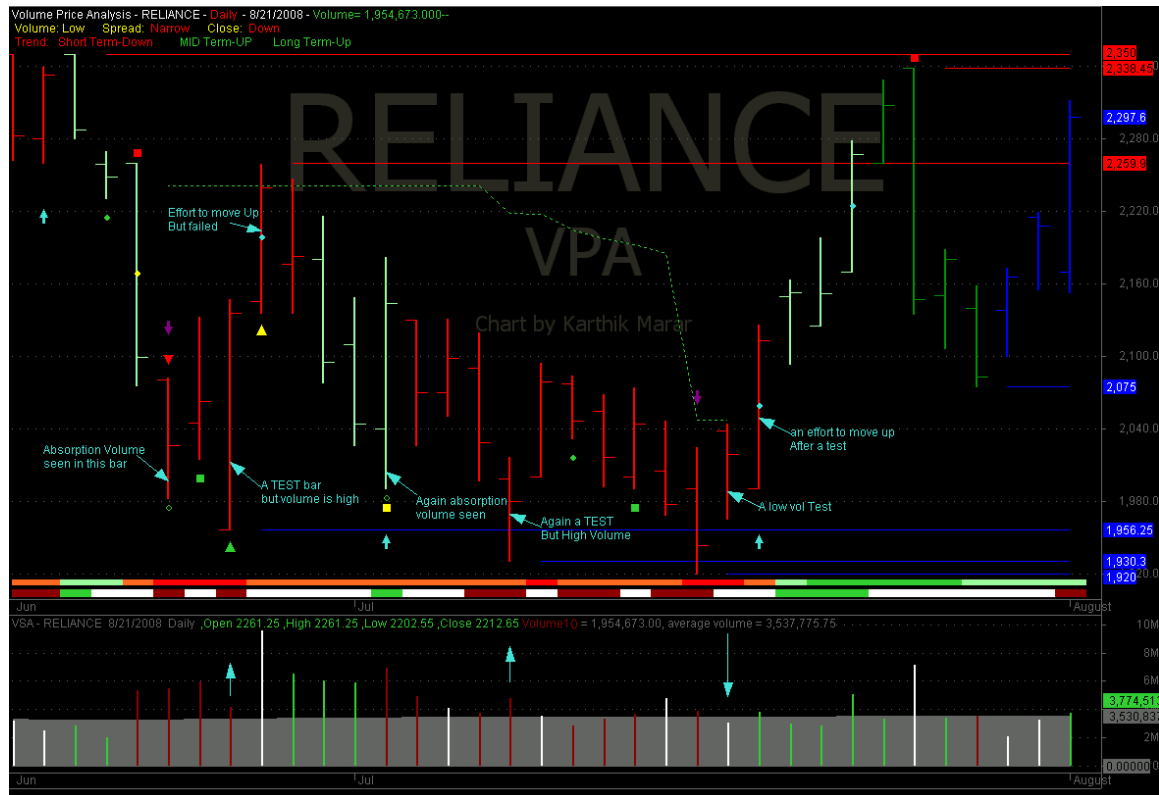 Volume Price Analysis - RELIANCE - Daily - 8/21/2008 - Volume= 1,954,673.000--
Volume: Low Spread: Narrow Close: Down
Trend: Short Term-Down MID Term-UP Long Term-Up
RELIANCE
VPA
Chart by Karthik Marar
2,350
2,338.45
2,297.6
2,280.0
2,259.9
2,220.0
2,160.0
2,100.0
2,075
2,040.0
1,980.0
1,956.25
1,930.3
1,920
Effort to move Up
But failed
Absorption Volume
seen in this bar
A TEST bar
but volume is high
Again absorption
volume seen
Again a TEST
But High Volume
A low vol Test
an effort to move up
After a test
Jun Jul August
VSA - RELIANCE 8/21/2008 Daily ,Open 2261.25 ,High 2261.25 ,Low 2202.55 ,Close 2212.65 Volume1() = 1,954,673.00, average volume = 3,537,775.75
10M
8M
6M
3,774,513
2M
0.00000
Jun Jul August